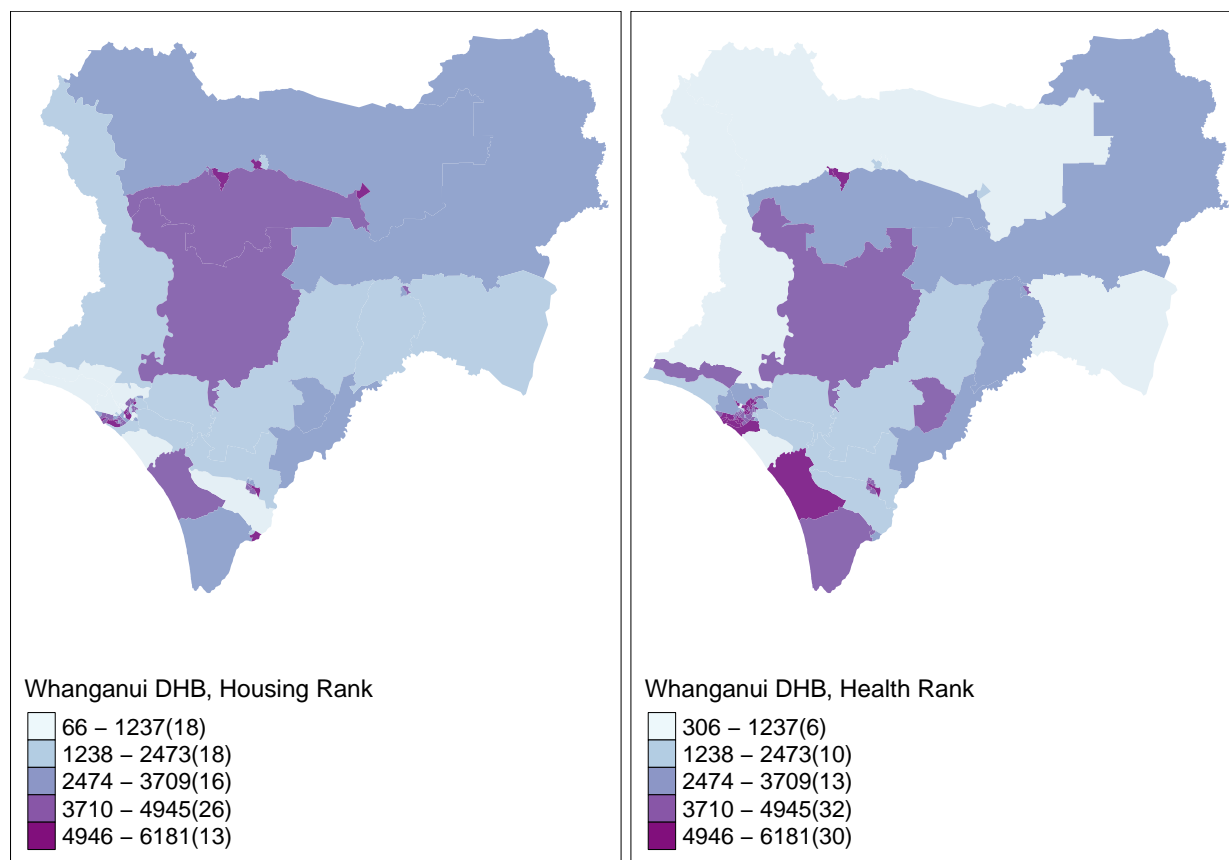 Whanganui DHB, Housing Rank
66 – 1237(18)
1238 – 2473(18)
2474 – 3709(16)
3710 – 4945(26)
4946 – 6181(13)
Whanganui DHB, Health Rank
306 – 1237(6)
1238 – 2473(10)
2474 – 3709(13)
3710 – 4945(32)
4946 – 6181(30)